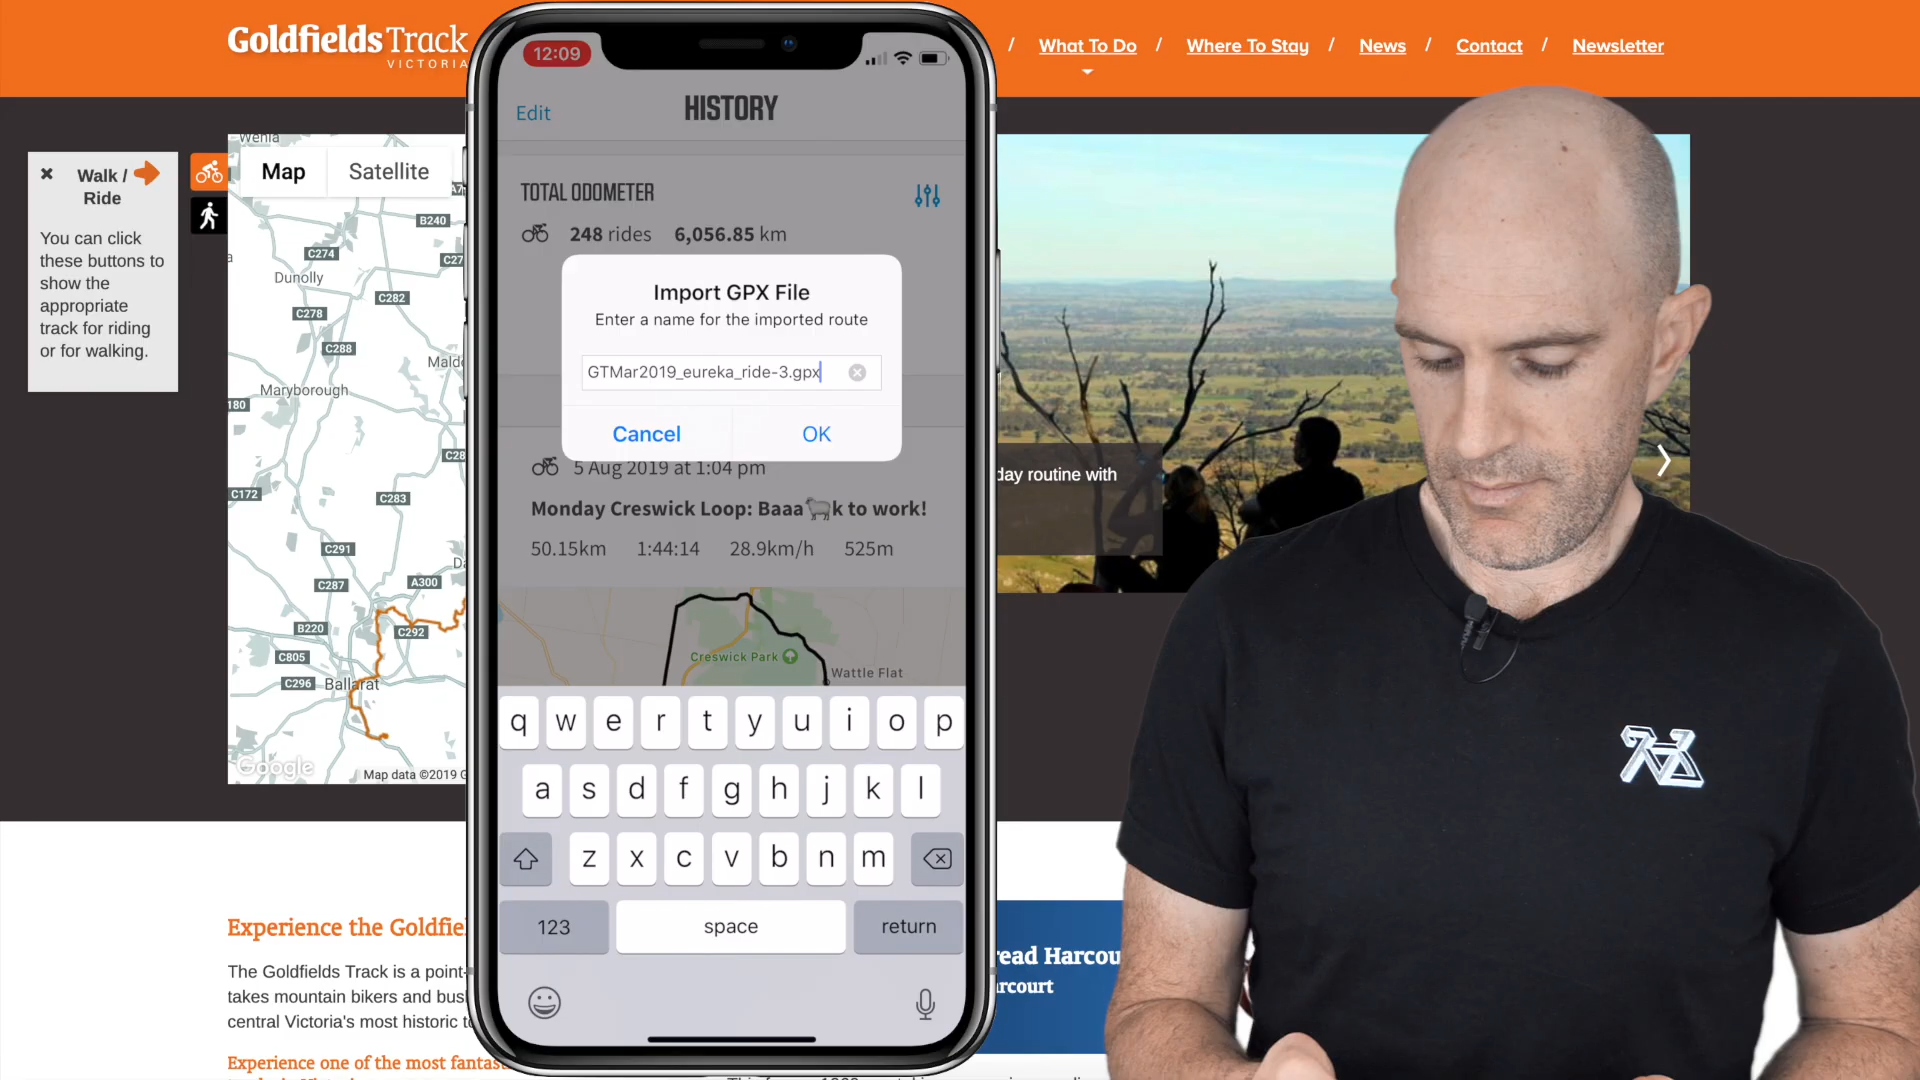 Goldfields Track
VICTORIA
What To Do / Where To Stay / News / Contact / Newsletter
Walk /
Ride
You can click
these buttons to
show the
appropriate
track for riding
or for walking.
Map
Satellite
B240
C274
Dunolly
C282
C278
C288
Maryborough
180
C172
C283
C291
C287
A300
B220
C292
C805
C296
Ballarat
Google
Map data ©2019
12:09
Edit
HISTORY
TOTAL ODOMETER
248 rides 6,056.85 km
Import GPX File
Enter a name for the imported route
GTMar2019_eureka_ride-3.gpx
Cancel
OK
5 Aug 2019 at 1:04 pm
Monday Creswick Loop: Baaa🐑k to work!
50.15km 1:44:14 28.9km/h 525m
Creswick Park
Wattle Flat
q w e r t y u i o p
a s d f g h j k l
z x c v b n m
123 space return
day routine with
Experience the
The Goldfields Track is a point-
takes mountain bikers and
central Victoria's most historic
Experience one of the most